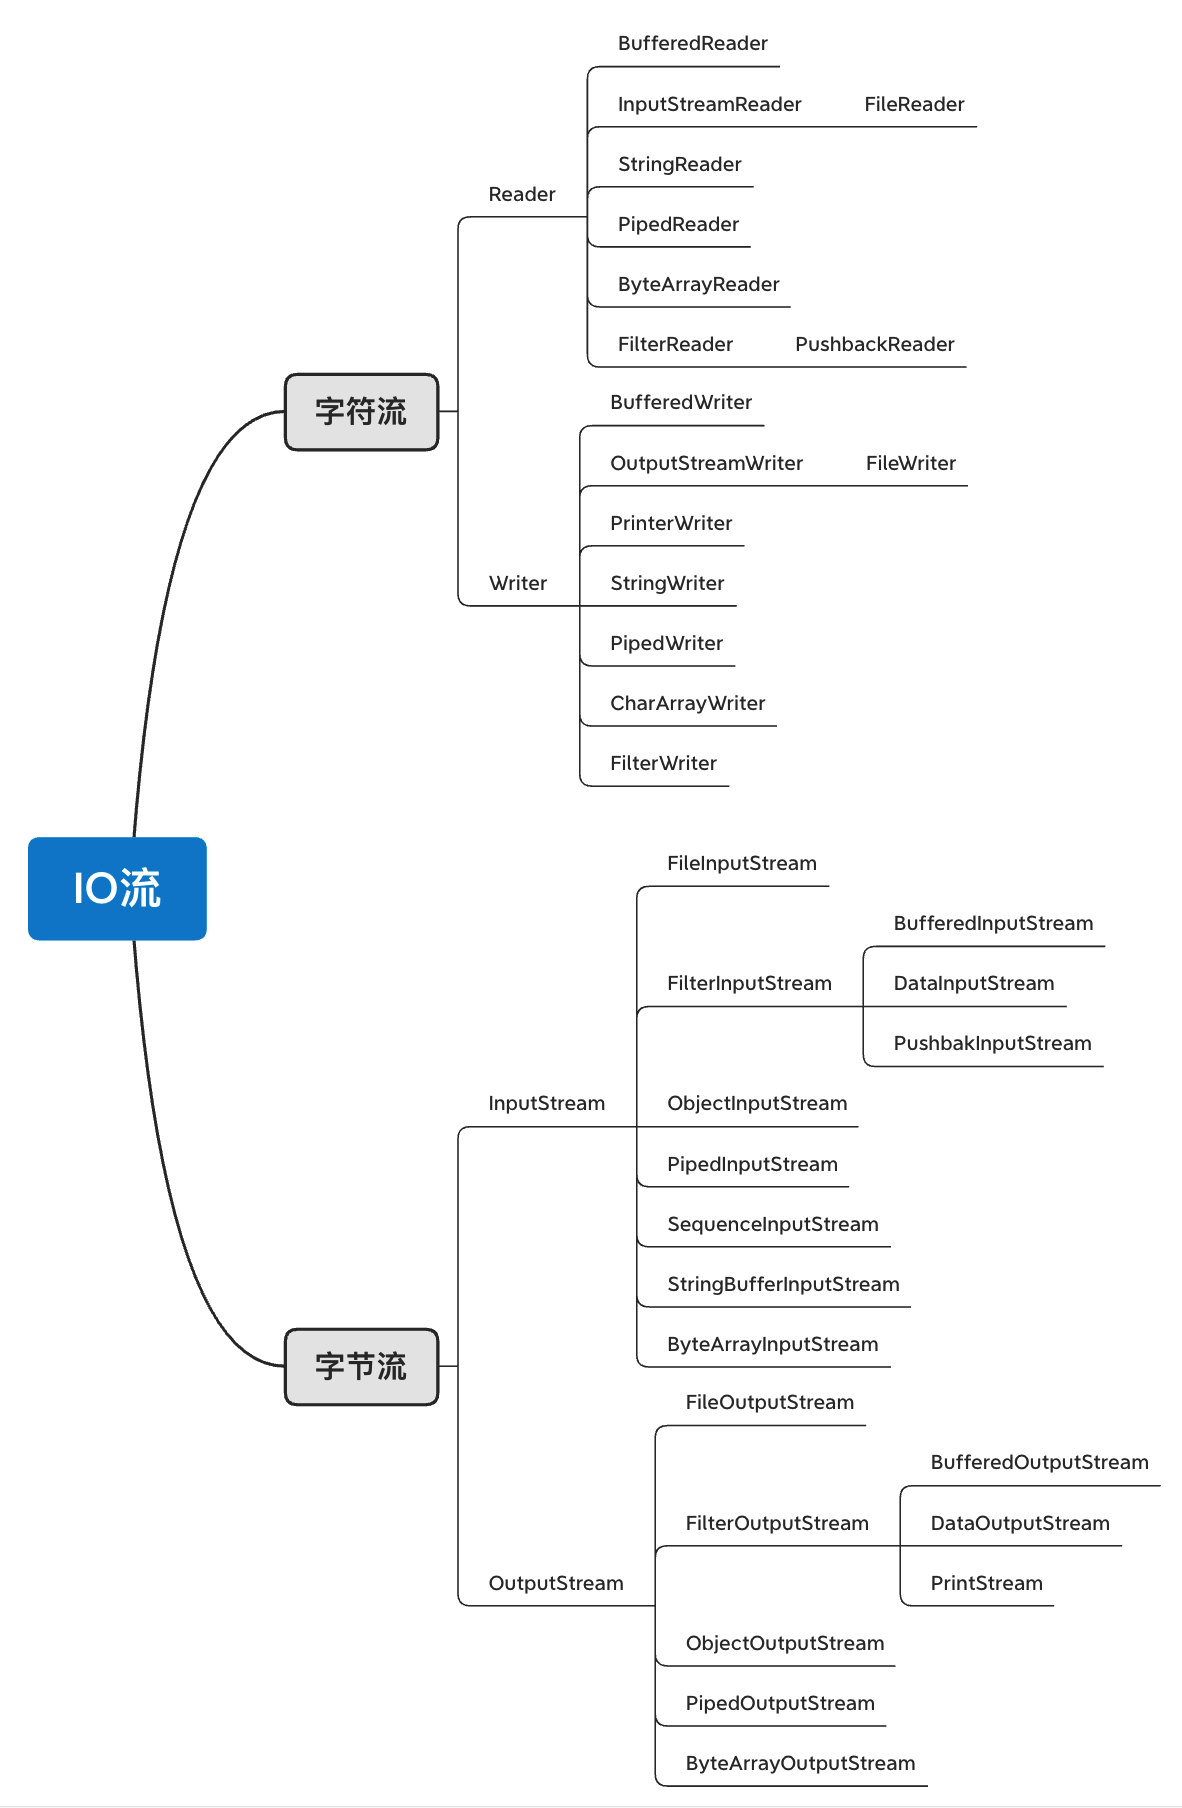 BufferedReader
InputStreamReader FileReader
StringReader
Reader
PipedReader
ByteArrayReader
FilterReader PushbackReader
字符流
BufferedWriter
OutputStreamWriter FileWriter
PrinterWriter
Writer StringWriter
PipedWriter
CharArrayWriter
FilterWriter
IO流
FileInputStream
BufferedInputStream
FilterInputStream DataInputStream
PushbakInputStream
InputStream ObjectInputStream
PipedInputStream
SequenceInputStream
StringBufferInputStream
ByteArrayInputStream
字节流
FileOutputStream
BufferedOutputStream
FilterOutputStream DataOutputStream
OutputStream PrintStream
ObjectOutputStream
PipedOutputStream
ByteArrayOutputStream